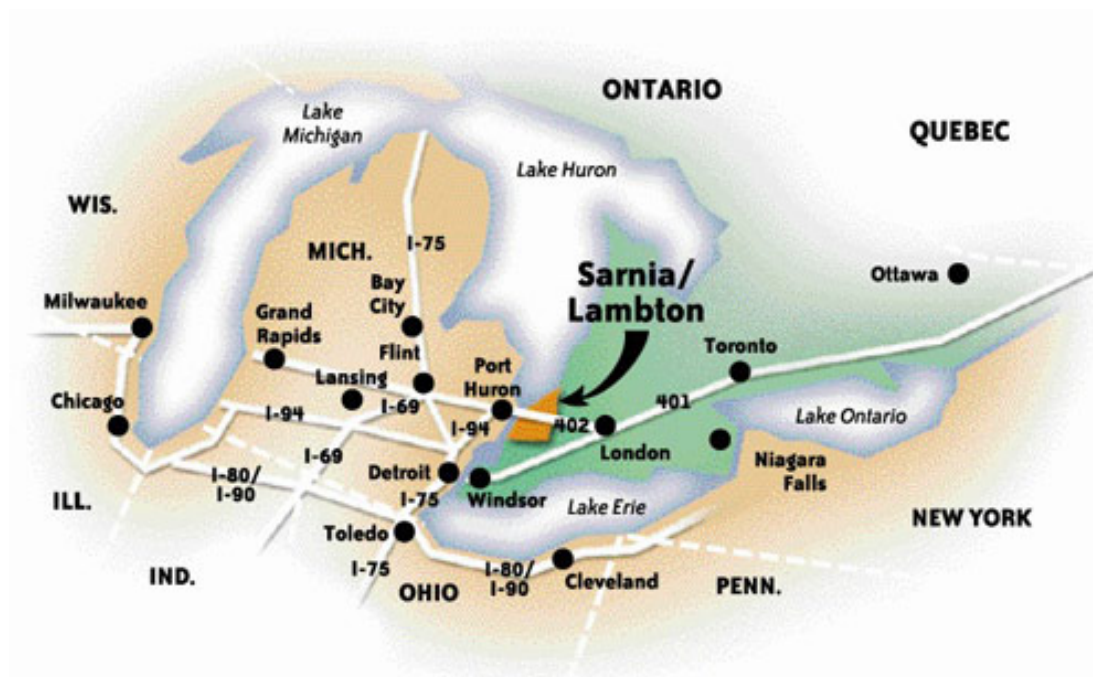 ONTARIO
QUEBEC
Lake
Michigan
Lake Huron
WIS.
MICH.
I-75
Sarnia/
Lambton
Ottawa
Bay
City
Milwaukee
Grand
Rapids
Flint
Toronto
Port
Huron
Lansing
Chicago
I-69
I-94
I-94
402
401
Lake Ontario
London
I-69
Detroit
Niagara
Falls
I-80/
I-90
I-75
Windsor
Lake Erie
ILL.
Toledo
NEW YORK
I-75
IND.
OHIO
I-80/
I-90
Cleveland
PENN.